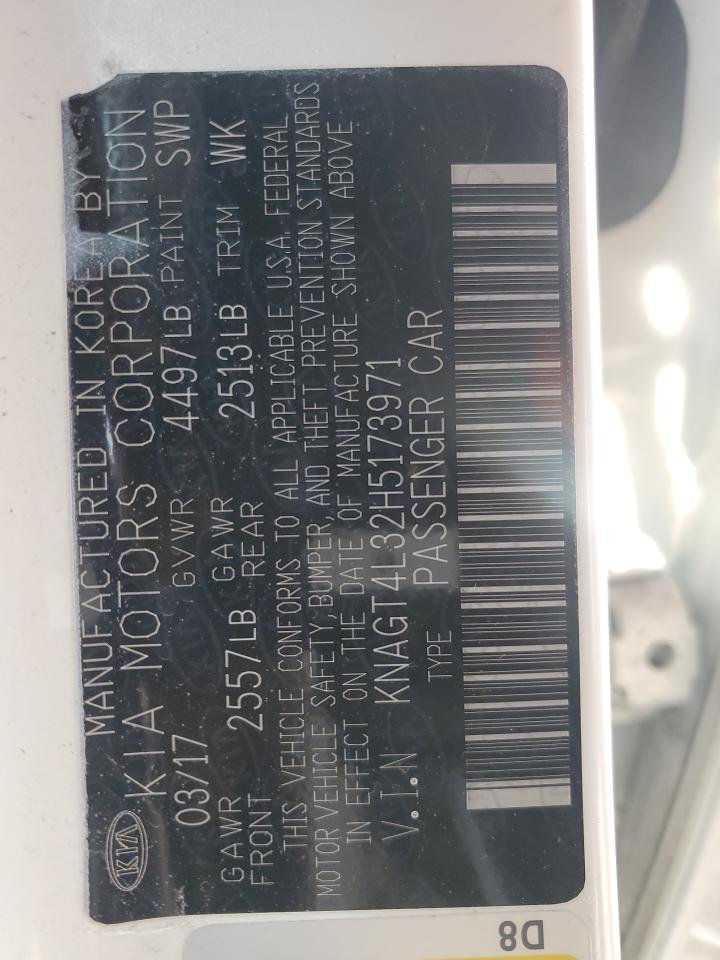 MANUFACTURED IN KOREA BY
KIA KIA MOTORS CORPORATION
03/17 GVWR 4497LB PAINT SWP
GAWR FRONT 2557LB GAWR REAR 2513LB TRIM WK
THIS VEHICLE CONFORMS TO ALL APPLICABLE U.S.A. FEDERAL
MOTOR VEHICLE SAFETY, BUMPER, AND THEFT PREVENTION STANDARDS
IN EFFECT ON THE DATE OF MANUFACTURE SHOWN ABOVE
V.I.N KNAGT4L32H5173971
TYPE PASSENGER CAR
D8